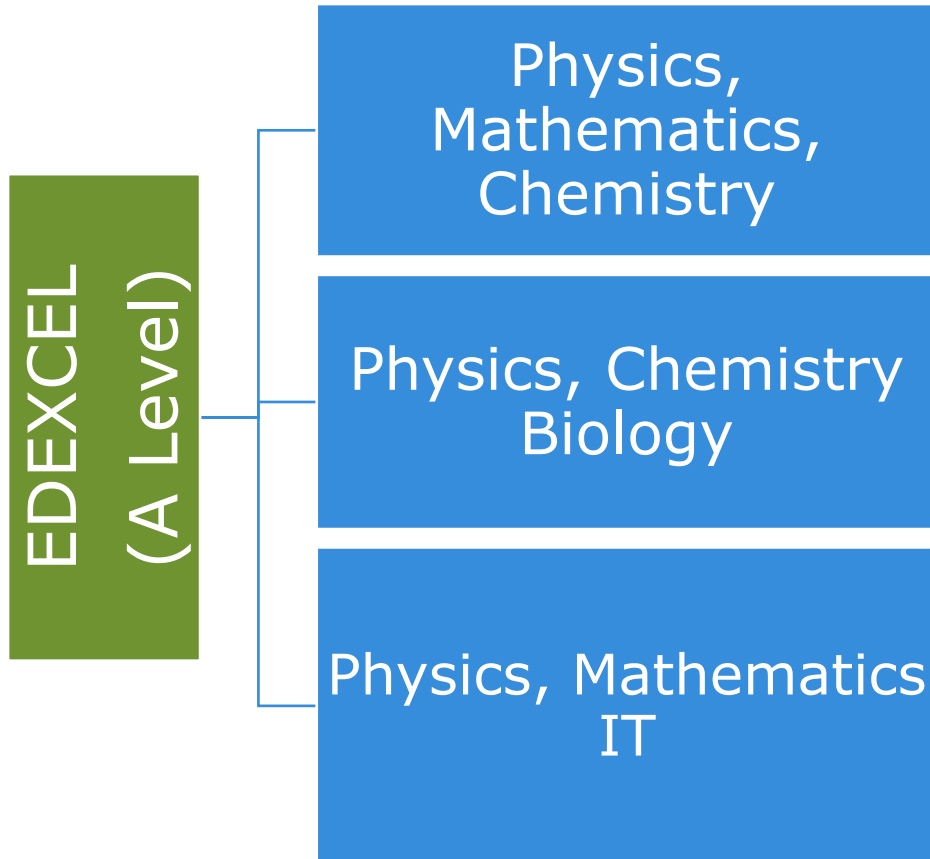 EDEXCEL
(A Level)
Physics,
Mathematics,
Chemistry
Physics, Chemistry
Biology
Physics, Mathematics
IT